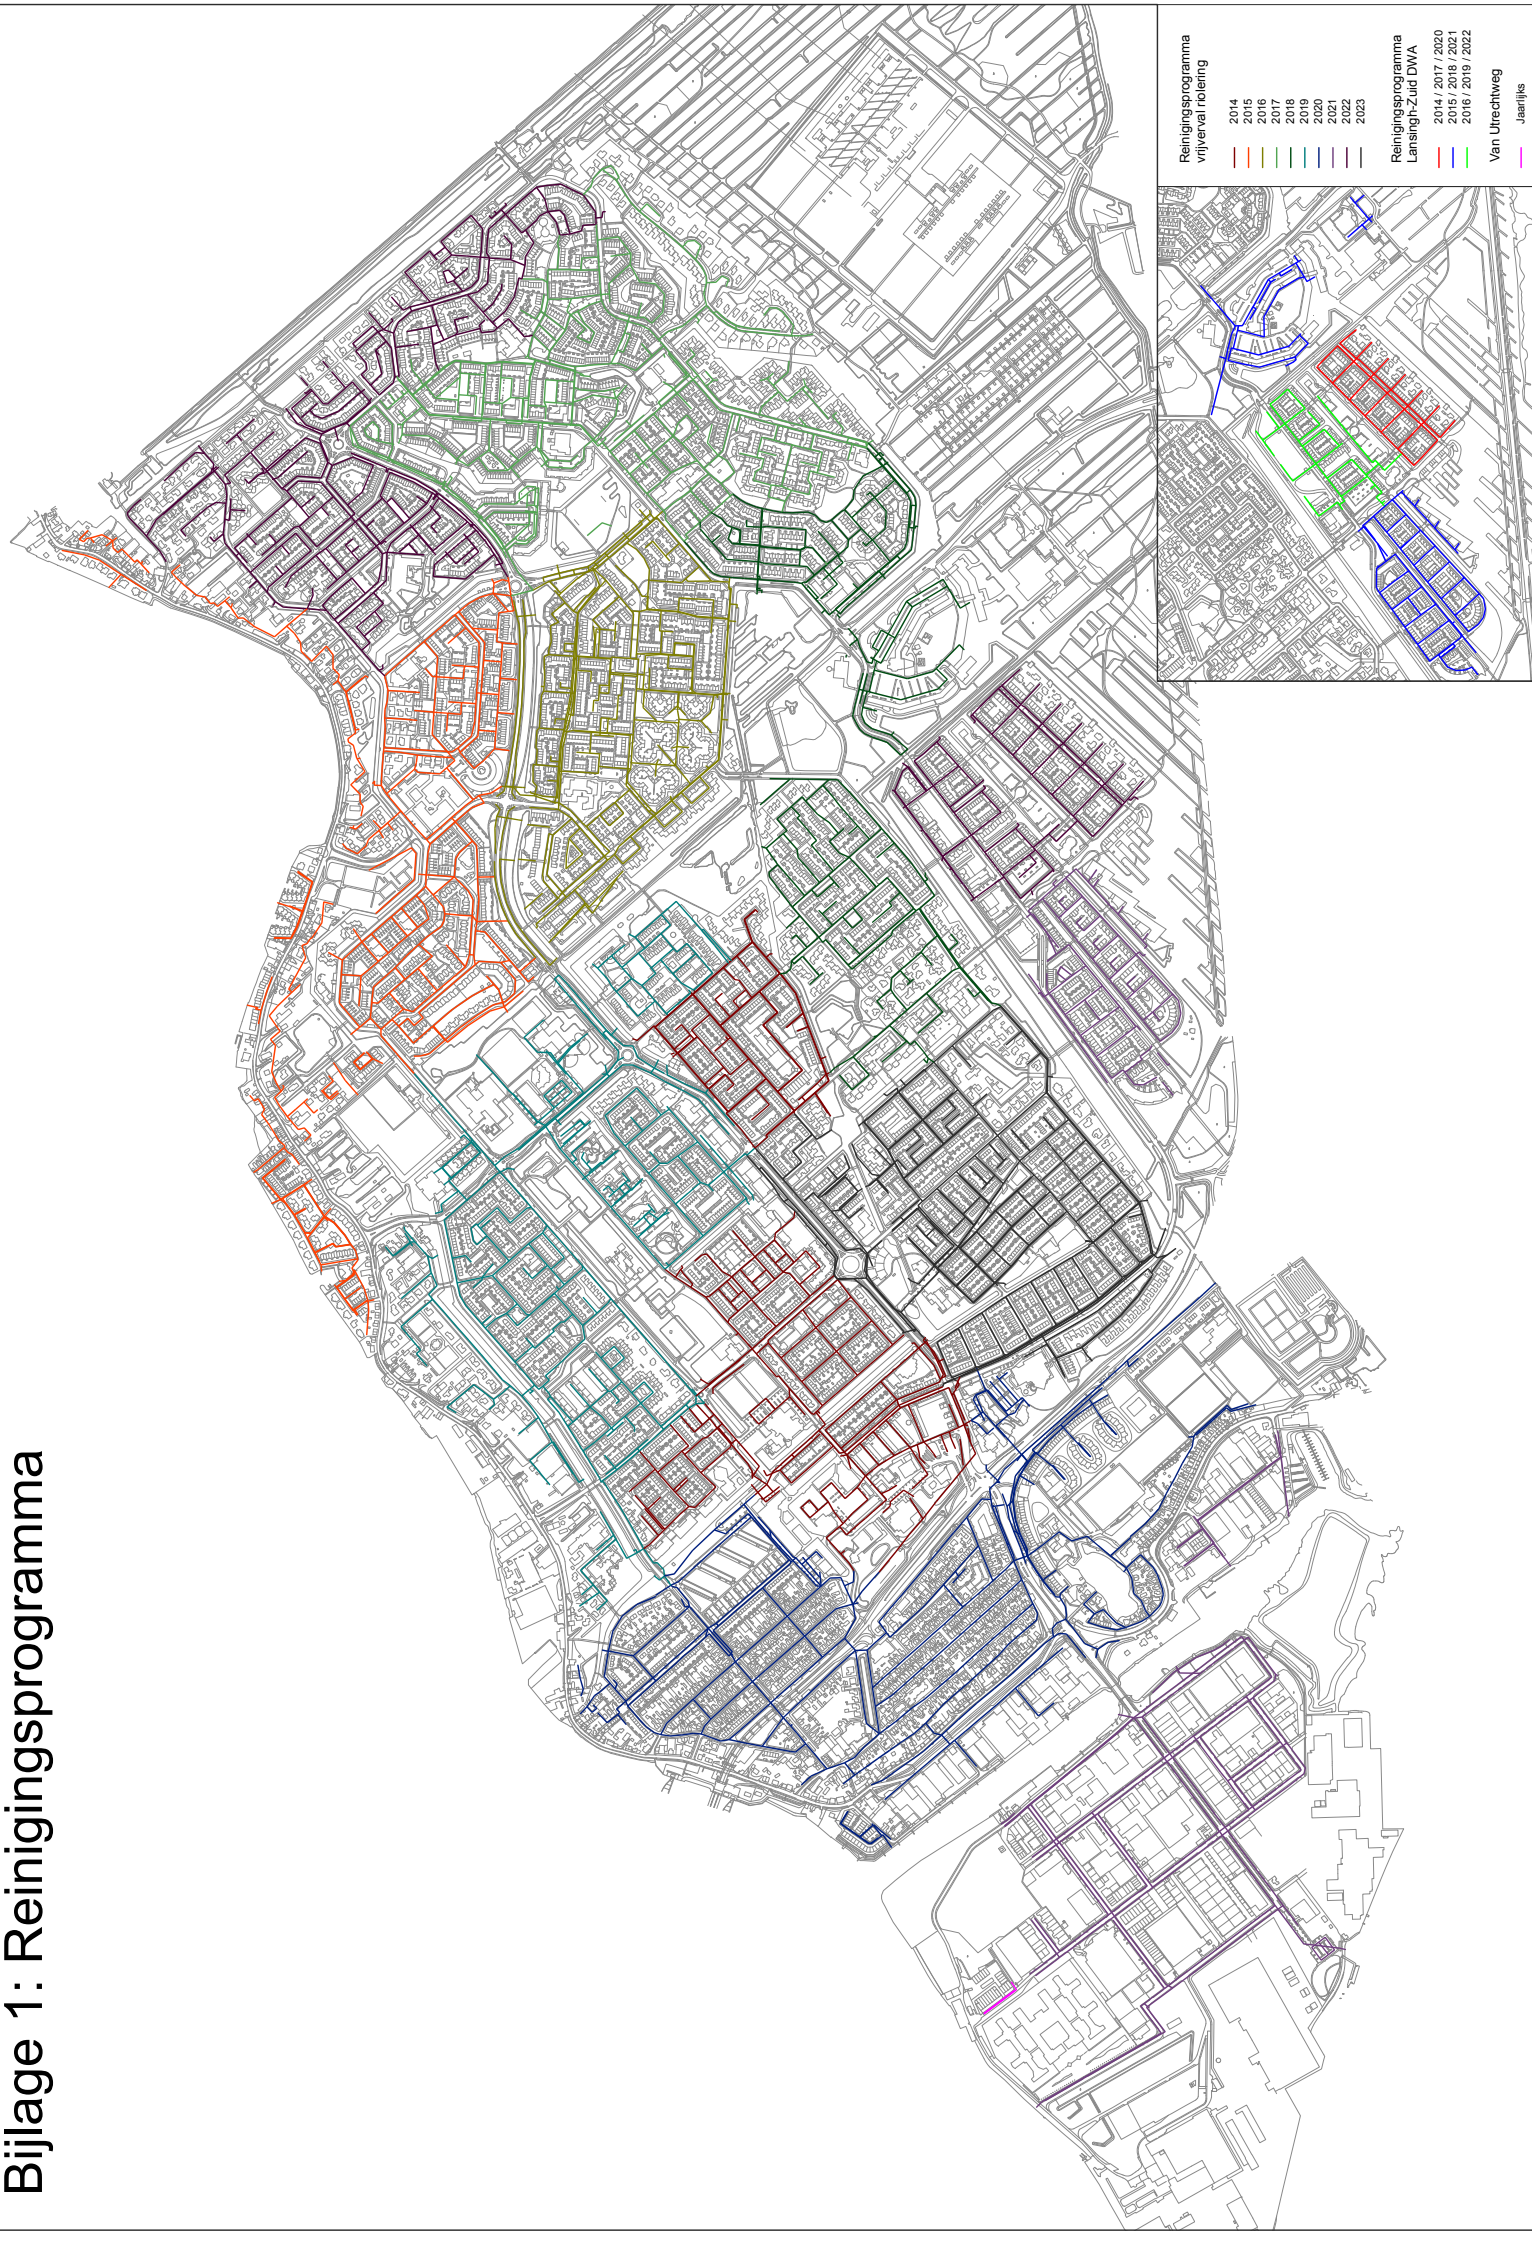 Bijlage 1: Reinigingsprogramma
Reinigingsprogramma
vrijverval riolering
2014
2015
2016
2017
2018
2019
2020
2021
2022
2023
Reinigingsprogramma
Lansingh-Zuid DWA
2014 / 2017 / 2020
2015 / 2018 / 2021
2016 / 2019 / 2022
Van Utrechtweg
Jaarlijks